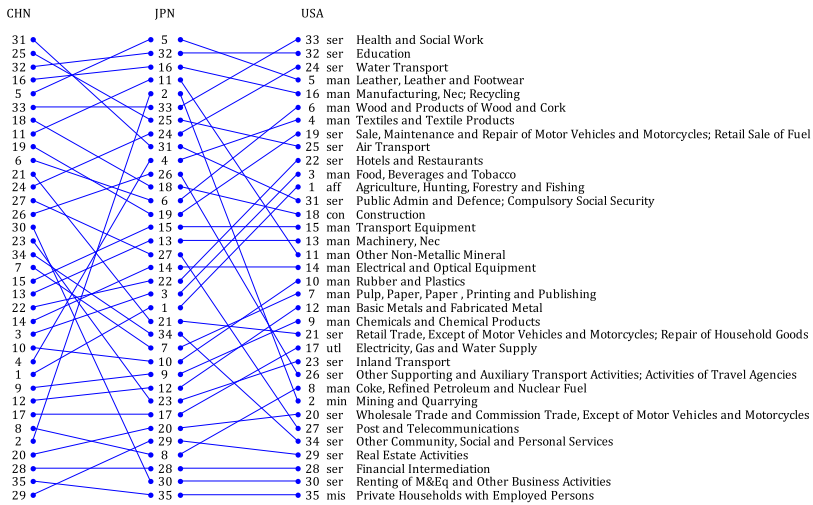 CHN JPN USA
31 5 33 ser Health and Social Work
25 32 32 ser Education
32 16 24 ser Water Transport
16 11 5 man Leather, Leather and Footwear
5 2 16 man Manufacturing, Nec; Recycling
33 33 6 man Wood and Products of Wood and Cork
18 25 4 man Textiles and Textile Products
11 24 19 ser Sale, Maintenance and Repair of Motor Vehicles and Motorcycles; Retail Sale of Fuel
19 31 25 ser Air Transport
6 4 22 ser Hotels and Restaurants
21 26 3 man Food, Beverages and Tobacco
24 18 1 aff Agriculture, Hunting, Forestry and Fishing
27 6 31 ser Public Admin and Defence; Compulsory Social Security
26 19 18 con Construction
30 15 15 man Transport Equipment
23 13 13 man Machinery, Nec
34 27 11 man Other Non-Metallic Mineral
7 14 14 man Electrical and Optical Equipment
15 22 10 man Rubber and Plastics
13 3 7 man Pulp, Paper, Paper , Printing and Publishing
22 1 12 man Basic Metals and Fabricated Metal
14 21 9 man Chemicals and Chemical Products
3 34 21 ser Retail Trade, Except of Motor Vehicles and Motorcycles; Repair of Household Goods
10 7 17 utl Electricity, Gas and Water Supply
4 10 23 ser Inland Transport
1 9 26 ser Other Supporting and Auxiliary Transport Activities; Activities of Travel Agencies
9 12 8 man Coke, Refined Petroleum and Nuclear Fuel
12 23 2 min Mining and Quarrying
17 17 20 ser Wholesale Trade and Commission Trade, Except of Motor Vehicles and Motorcycles
8 20 27 ser Post and Telecommunications
2 29 34 ser Other Community, Social and Personal Services
20 8 29 ser Real Estate Activities
28 28 28 ser Financial Intermediation
35 30 30 ser Renting of M&Eq and Other Business Activities
29 35 35 mis Private Households with Employed Persons